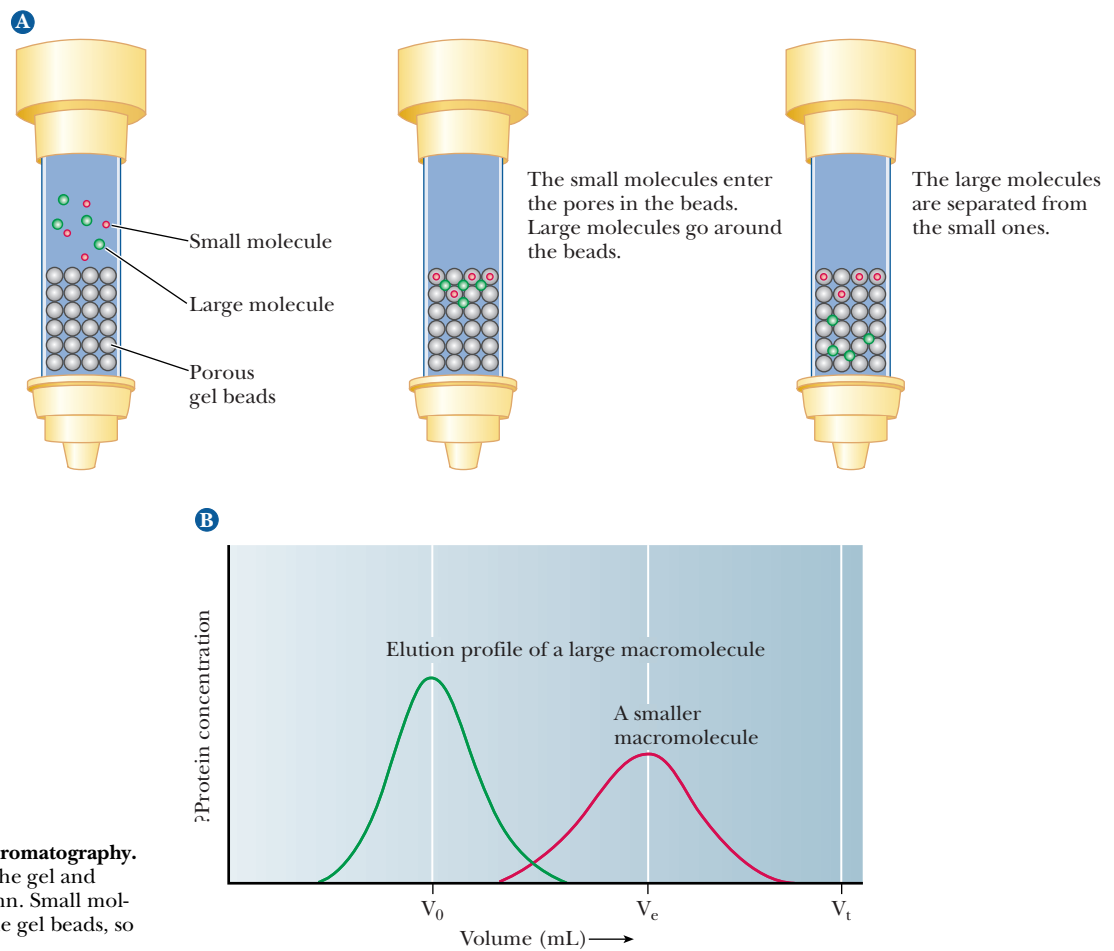 A
Small molecule
Large molecule
Porous
gel beads
The small molecules enter
the pores in the beads.
Large molecules go around
the beads.
The large molecules
are separated from
the small ones.
B
?Protein concentration
Elution profile of a large macromolecule
A smaller
macromolecule
V₀
Vₑ
Vₜ
Volume (mL)→
romatography.
he gel and
nn. Small mol-
e gel beads, so